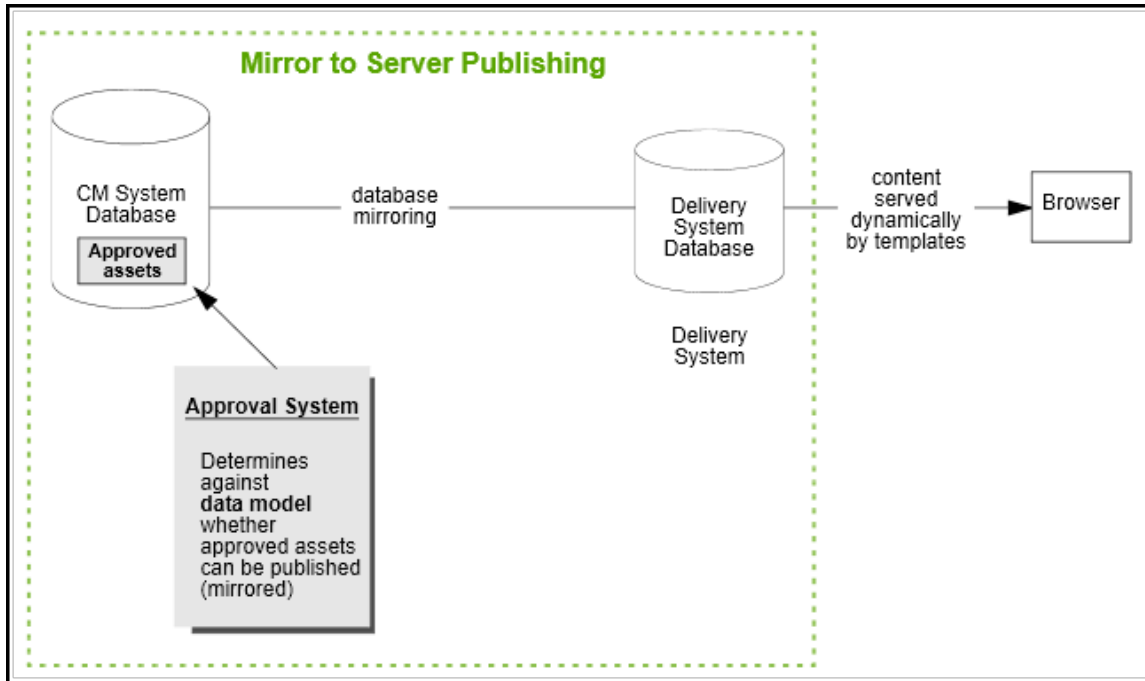 Mirror to Server Publishing
CM System
Database
Approved
assets
database
mirroring
Delivery
System
Database
content
served
dynamically
by templates
Browser
Delivery
System
Approval System
Determines
against
data model
whether
approved assets
can be published
(mirrored)